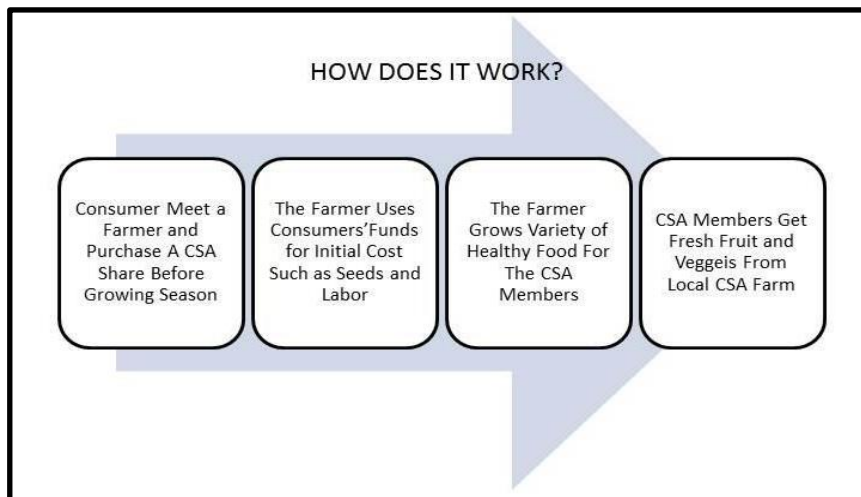 HOW DOES IT WORK?
Consumer Meet a
Farmer and
Purchase A CSA
Share Before
Growing Season
The Farmer Uses
Consumers'Funds
for Initial Cost
Such as Seeds and
Labor
The Farmer
Grows Variety of
Healthy Food For
The CSA
Members
CSA Members Get
Fresh Fruit and
Veggeis From
Local CSA Farm